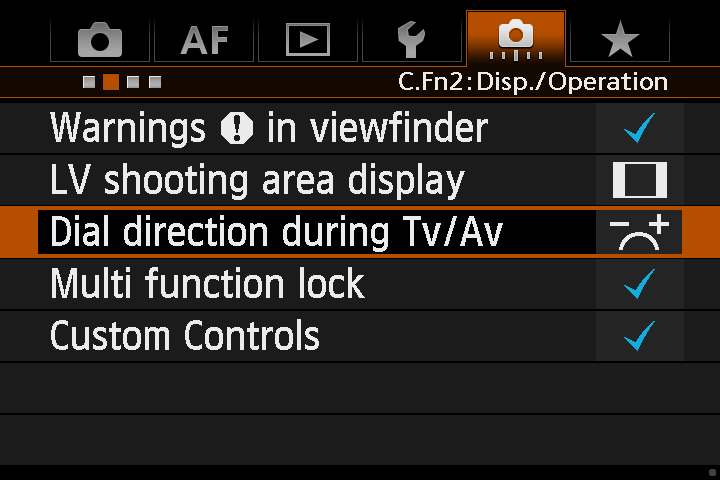 AF
C.Fn2:Disp./Operation
Warnings ! in viewfinder
LV shooting area display
Dial direction during Tv/Av
Multi function lock
Custom Controls